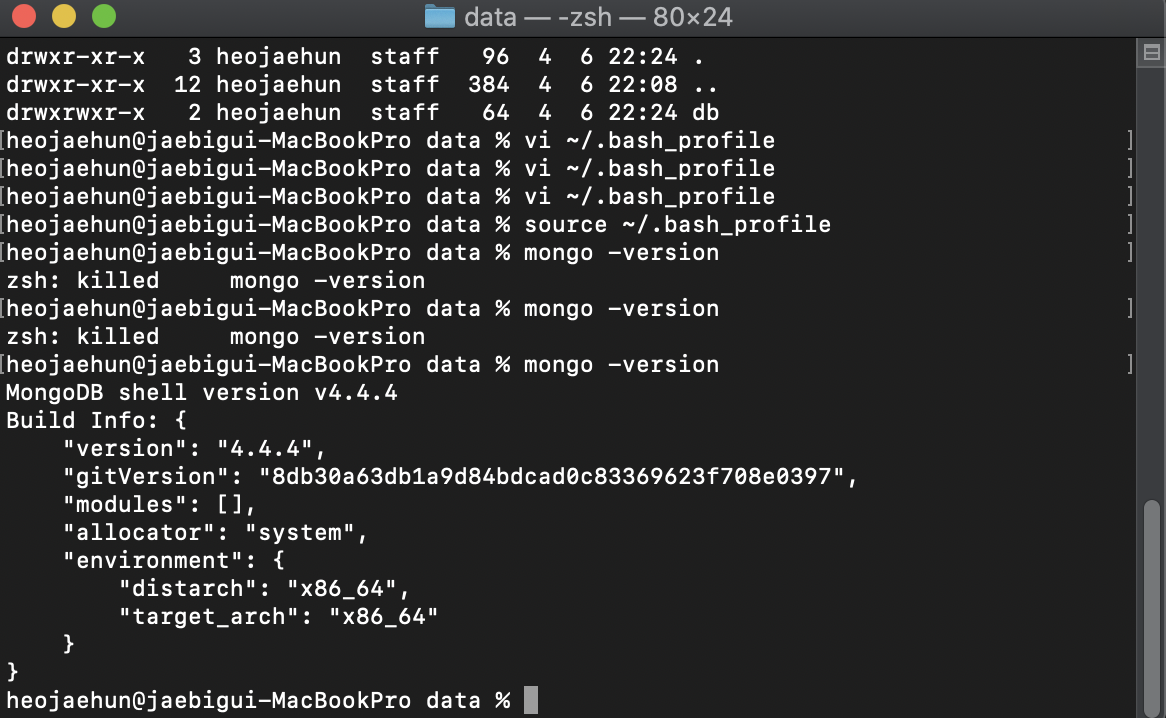 data — -zsh — 80×24
drwxr-xr-x   3 heojaehun  staff   96  4  6 22:24 .
drwxr-xr-x  12 heojaehun  staff  384  4  6 22:08 ..
drwxrwxr-x   2 heojaehun  staff   64  4  6 22:24 db
[heojaehun@jaebigui-MacBookPro data % vi ~/.bash_profile                         ]
[heojaehun@jaebigui-MacBookPro data % vi ~/.bash_profile                         ]
[heojaehun@jaebigui-MacBookPro data % vi ~/.bash_profile                         ]
[heojaehun@jaebigui-MacBookPro data % source ~/.bash_profile                     ]
[heojaehun@jaebigui-MacBookPro data % mongo -version                             ]
zsh: killed     mongo -version
[heojaehun@jaebigui-MacBookPro data % mongo -version                             ]
zsh: killed     mongo -version
[heojaehun@jaebigui-MacBookPro data % mongo -version                             ]
MongoDB shell version v4.4.4
Build Info: {
    "version": "4.4.4",
    "gitVersion": "8db30a63db1a9d84bdcad0c83369623f708e0397",
    "modules": [],
    "allocator": "system",
    "environment": {
        "distarch": "x86_64",
        "target_arch": "x86_64"
    }
}
heojaehun@jaebigui-MacBookPro data %